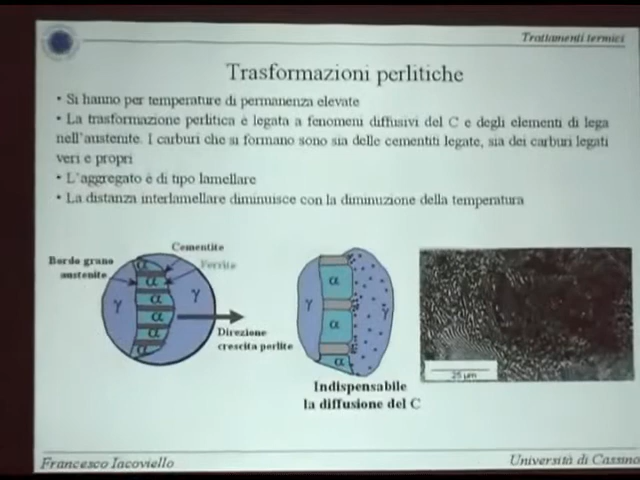 Trattamenti termici
Trasformazioni perlitiche
• Si hanno per temperature di permanenza elevate
• La trasformazione perlitica è legata a fenomeni diffusivi del C e degli elementi di lega
nell'austenite. I carburi che si formano sono sia delle cementiti legate, sia dei carburi legati
veri e propri
• L'aggregato è di tipo lamellare
• La distanza interlamellare diminuisce con la diminuzione della temperatura
Cementite
Ferrite
Bordo grano
austenite
γ
α
α
α
α
α
α
γ
Direzione
crescita perlite
γ
α
α
α
γ
Indispensabile
la diffusione del C
25 μm
Francesco Iacoviello
Università di Cassino